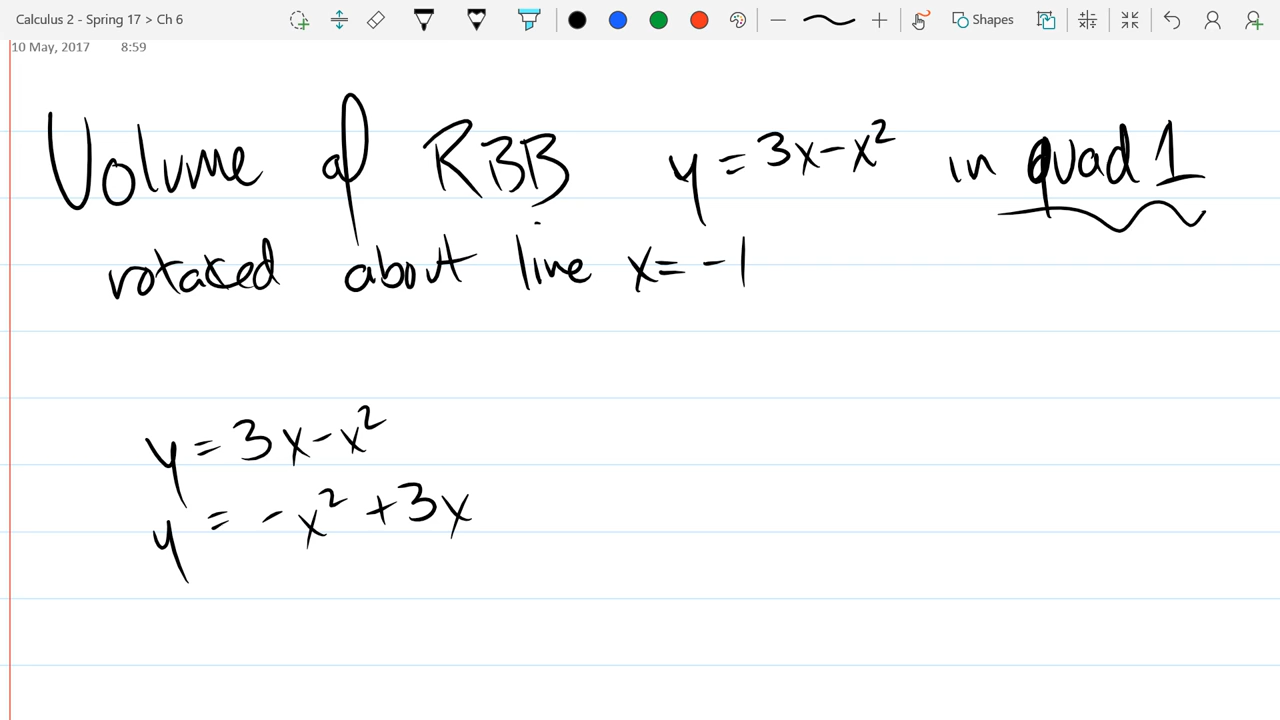 Calculus 2 - Spring 17 > Ch 6
Shapes
10 May, 2017 8:59
Volume of RBB y = 3x - x² in quad 1
rotated about line x = -1
y = 3x - x²
y = -x² + 3x